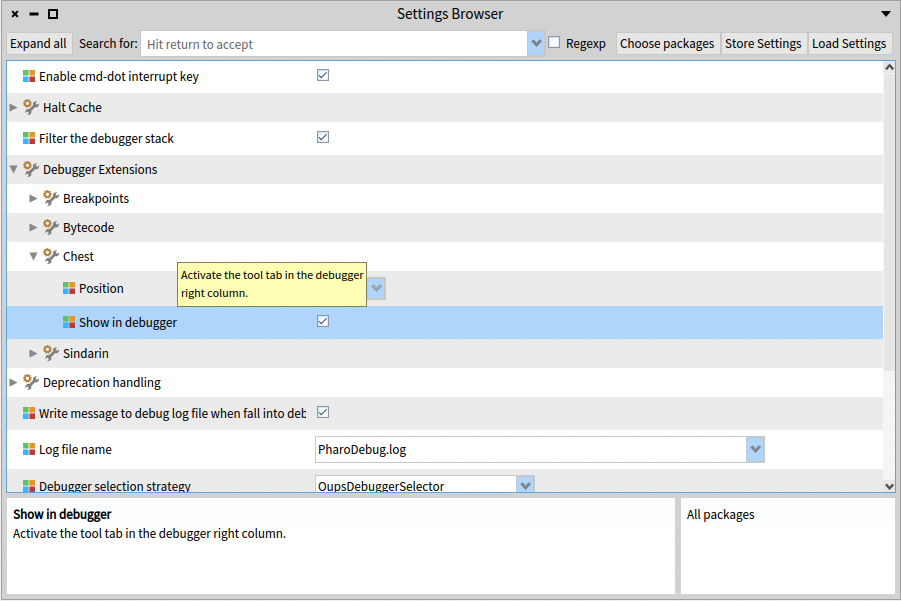 Settings Browser
Expand all Search for: Hit return to accept Regexp Choose packages Store Settings Load Settings
Enable cmd-dot interrupt key
Halt Cache
Filter the debugger stack
Debugger Extensions
Breakpoints
Bytecode
Chest
Activate the tool tab in the debugger
right column.
Position
Show in debugger
Sindarin
Deprecation handling
Write message to debug log file when fall into deb
Log file name PharoDebug.log
Debugger selection strategy OupsDebuggerSelector
Show in debugger
Activate the tool tab in the debugger right column.
All packages